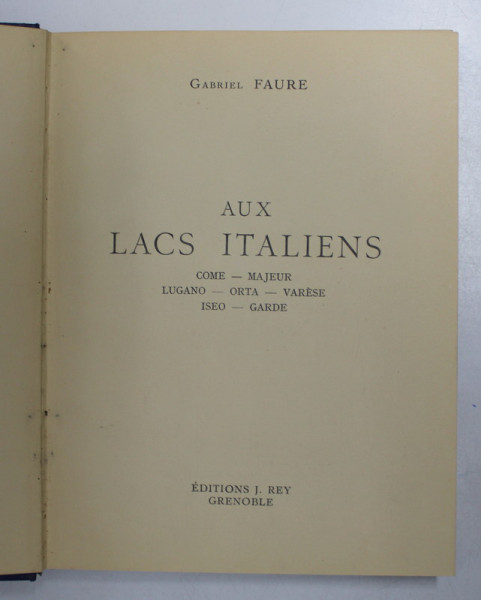 Gabriel FAURE
AUX
LACS ITALIENS
COME — MAJEUR
LUGANO — ORTA — VARÈSE
ISEO — GARDE
ÉDITIONS J. REY
GRENOBLE